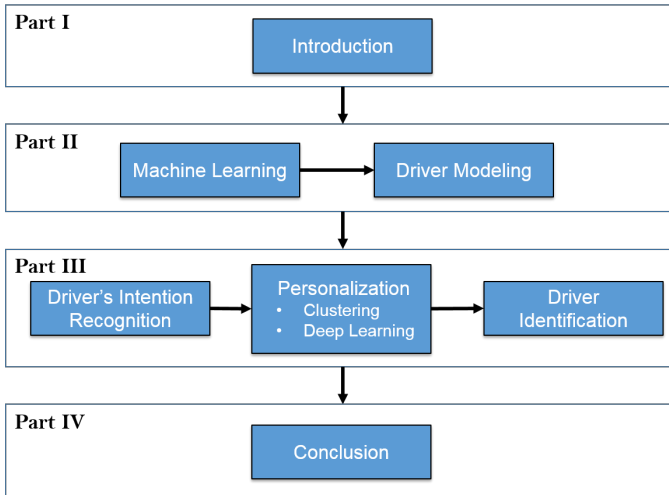 Part I
Introduction
Part II
Machine Learning
Driver Modeling
Part III
Driver's Intention
Recognition
Personalization
• Clustering
• Deep Learning
Driver
Identification
Part IV
Conclusion